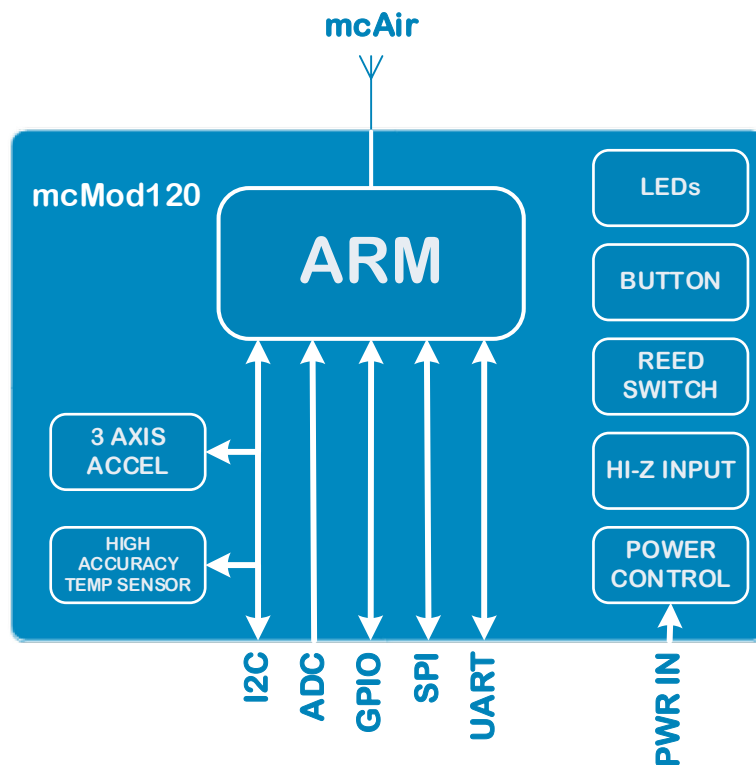 mcAir
mcMod120
ARM
LEDs
BUTTON
REED
SWITCH
HI-Z INPUT
POWER
CONTROL
3 AXIS
ACCEL
HIGH
ACCURACY
TEMP SENSOR
I2C
ADC
GPIO
SPI
UART
PWR IN